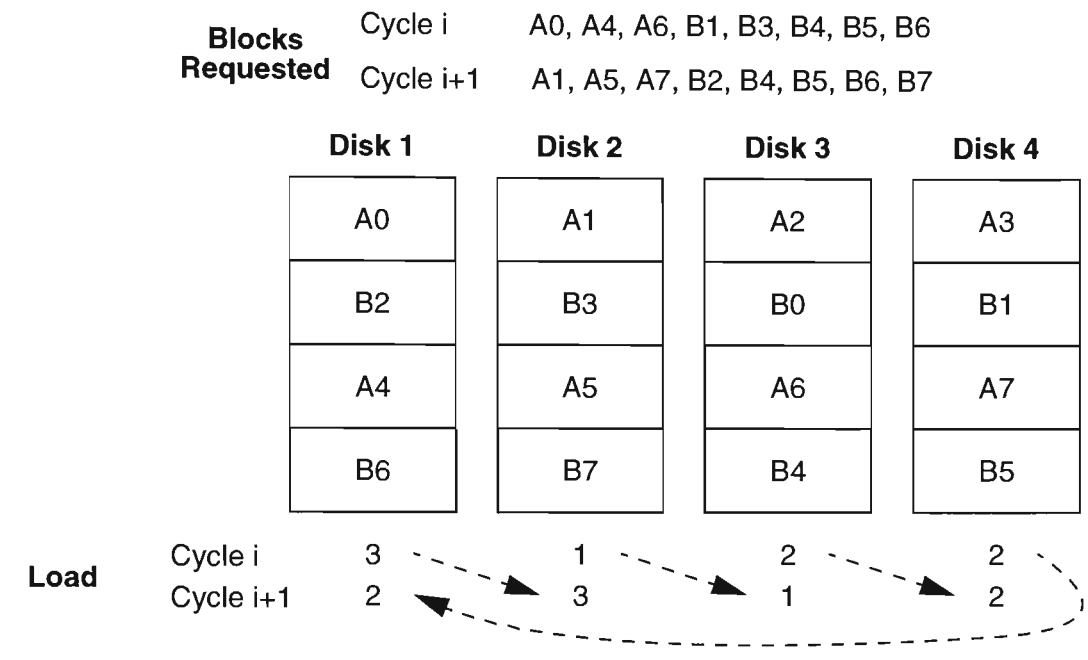 Blocks Requested
Cycle i A0, A4, A6, B1, B3, B4, B5, B6
Cycle i+1 A1, A5, A7, B2, B4, B5, B6, B7
Disk 1 Disk 2 Disk 3 Disk 4
A0 A1 A2 A3
B2 B3 B0 B1
A4 A5 A6 A7
B6 B7 B4 B5
Load
Cycle i 3 1 2 2
Cycle i+1 2 3 1 2